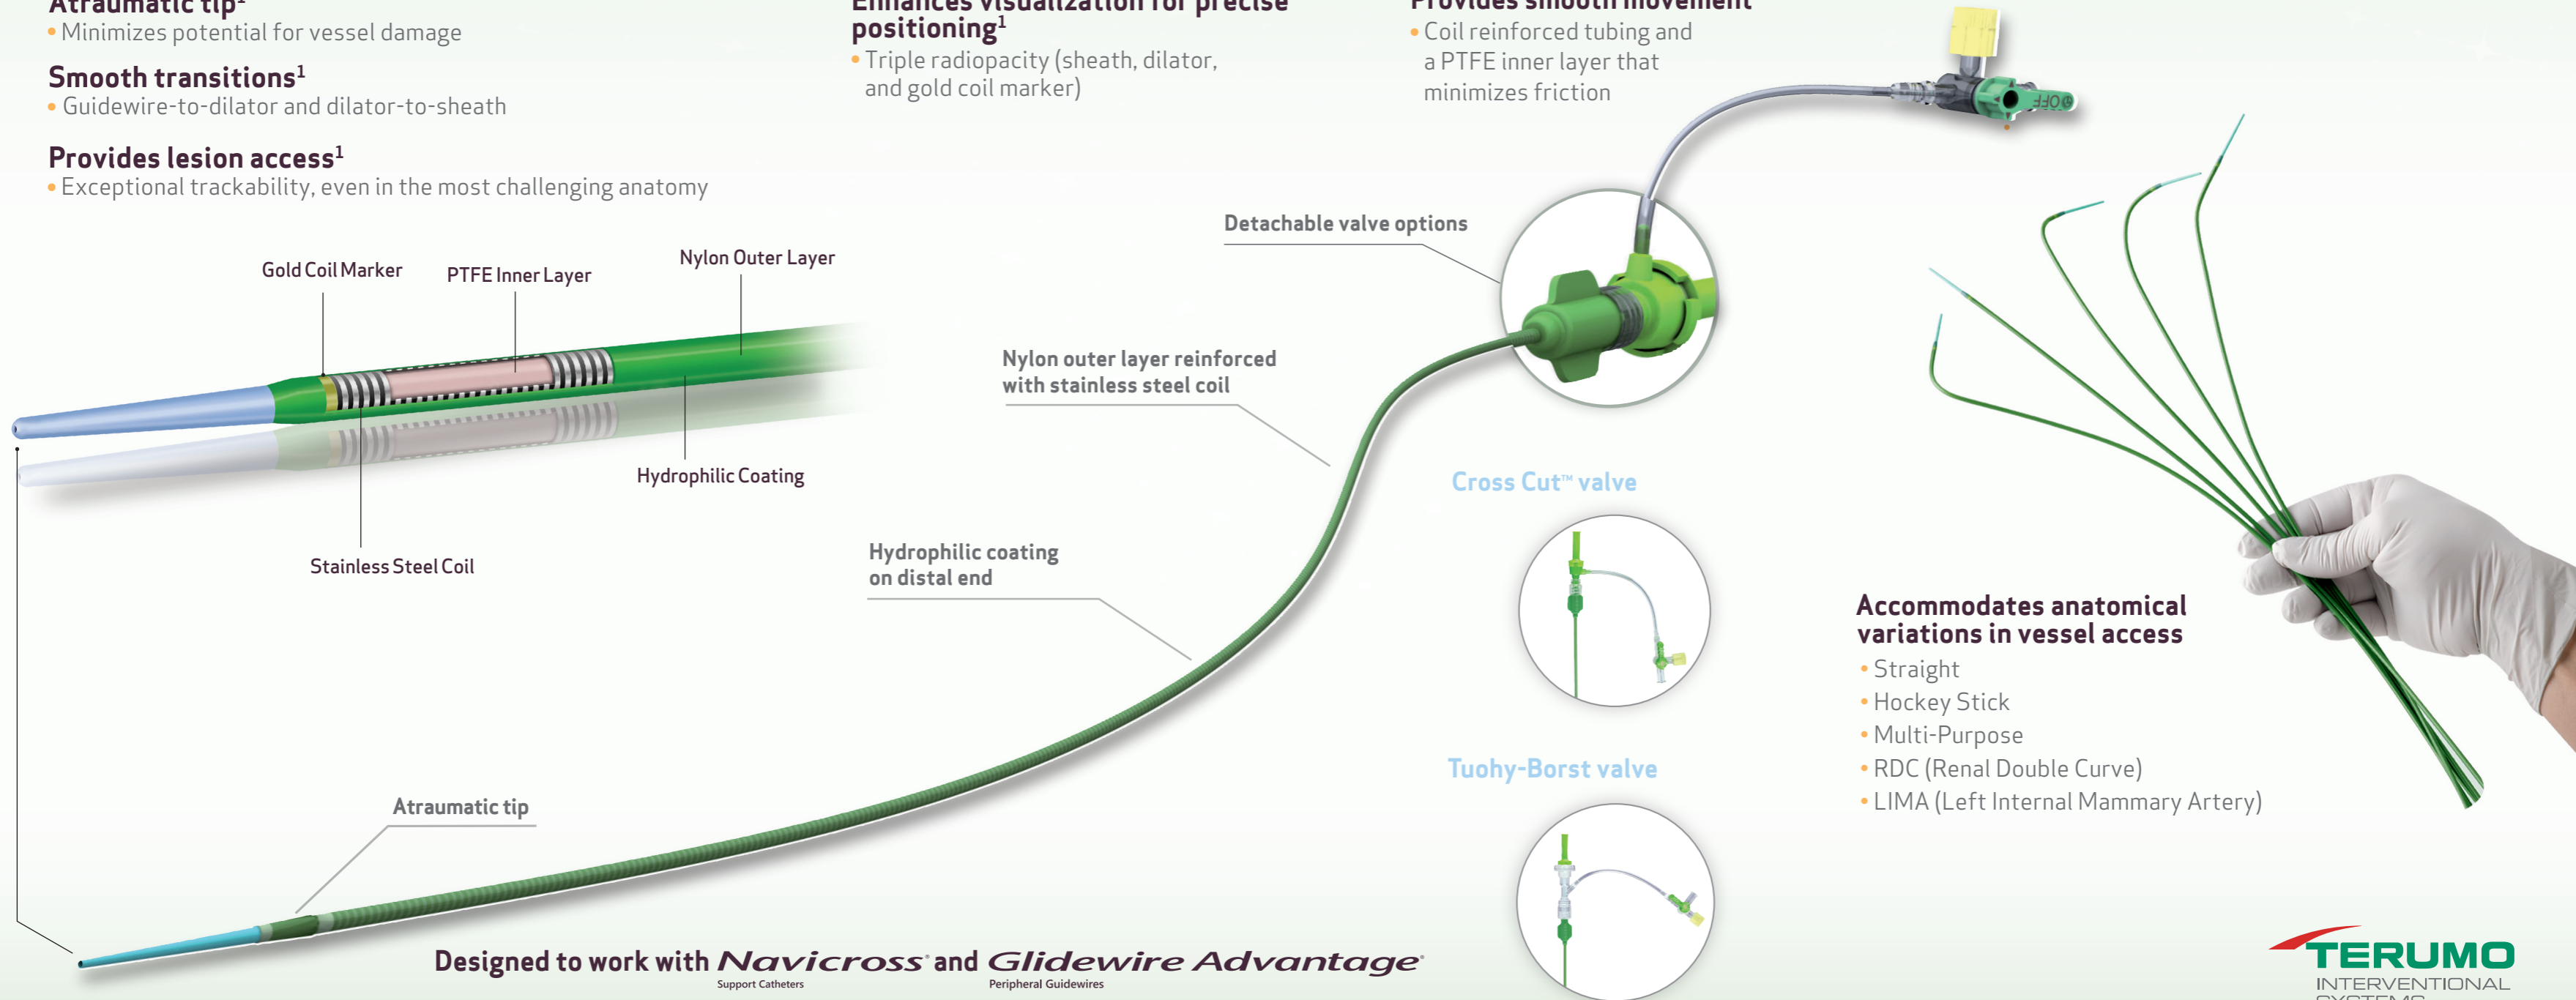 Atraumatic tip¹
• Minimizes potential for vessel damage
Smooth transitions¹
• Guidewire-to-dilator and dilator-to-sheath
Provides lesion access¹
• Exceptional trackability, even in the most challenging anatomy
Enhances visualization for precise
positioning¹
• Triple radiopacity (sheath, dilator,
and gold coil marker)
Provides smooth movement
• Coil reinforced tubing and
a PTFE inner layer that
minimizes friction
OFF
Gold Coil Marker
PTFE Inner Layer
Nylon Outer Layer
Hydrophilic Coating
Stainless Steel Coil
Detachable valve options
Nylon outer layer reinforced
with stainless steel coil
Hydrophilic coating
on distal end
Atraumatic tip
Cross Cut™ valve
Tuohy-Borst valve
Accommodates anatomical
variations in vessel access
• Straight
• Hockey Stick
• Multi-Purpose
• RDC (Renal Double Curve)
• LIMA (Left Internal Mammary Artery)
Designed to work with Navicross® and Glidewire Advantage®
Support Catheters
Peripheral Guidewires
TERUMO
INTERVENTIONAL
SYSTEMS